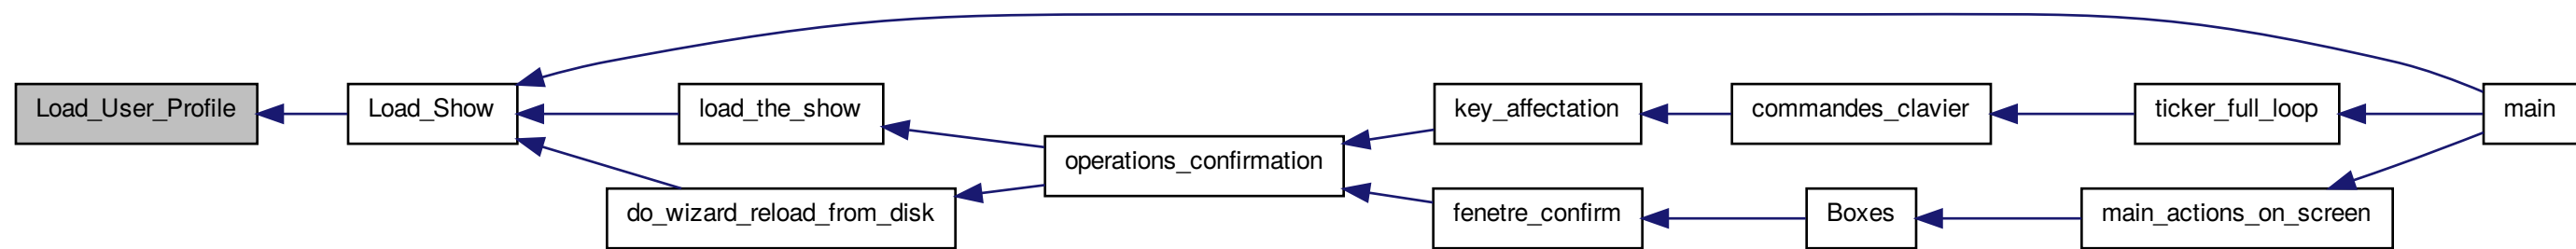 Load_User_Profile
Load_Show
load_the_show
do_wizard_reload_from_disk
operations_confirmation
key_affectation
fenetre_confirm
commandes_clavier
Boxes
ticker_full_loop
main_actions_on_screen
main